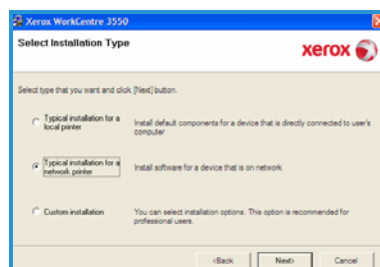 Xerox WorkCentre 3550
Select Installation Type
xerox
Select type that you want and click [Next] button.
Typical installation for a
local printer
Install default components for a device that is directly connected to user's
computer
Typical installation for a
network printer
Install software for a device that is on network
Custom installation
You can select installation options. This option is recommended for
professional users.
<Back
Next>
Cancel